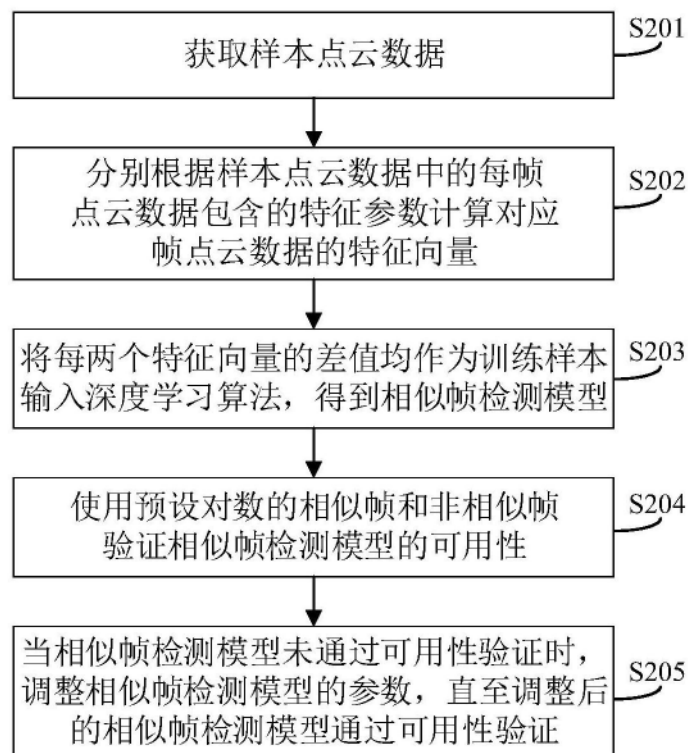 获取样本点云数据
S201
分别根据样本点云数据中的每帧
点云数据包含的特征参数计算对应
帧点云数据的特征向量
S202
将每两个特征向量的差值均作为训练样本
输入深度学习算法，得到相似帧检测模型
S203
使用预设对数的相似帧和非相似帧
验证相似帧检测模型的可用性
S204
当相似帧检测模型未通过可用性验证时，
调整相似帧检测模型的参数，直至调整后
的相似帧检测模型通过可用性验证
S205